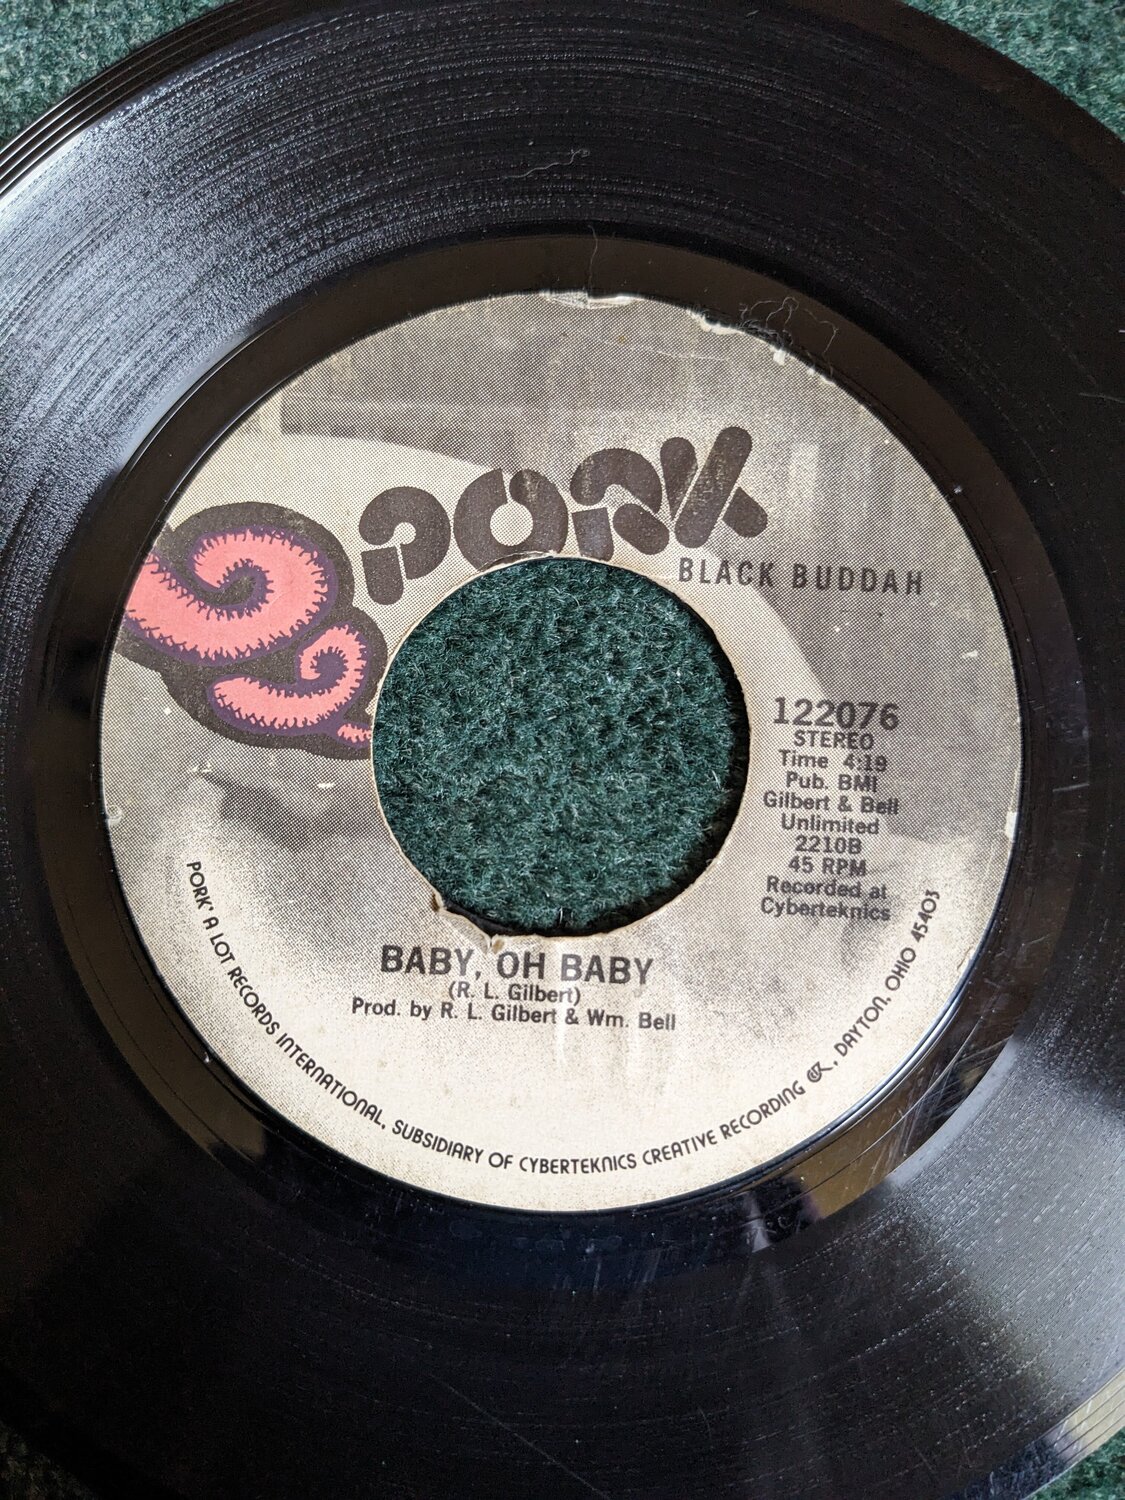 PORK
BLACK BUDDAH
122076
STEREO
Time 4:19
Pub. BMI
Gilbert & Bell
Unlimited
2210B
45 RPM
Recorded at
Cyberteknics
BABY, OH BABY
(R. L. Gilbert)
Prod. by R. L. Gilbert & Wm. Bell
PORK' A LOT RECORDS INTERNATIONAL, SUBSIDIARY OF CYBERTEKNICS CREATIVE RECORDING, DAYTON, OHIO 45403